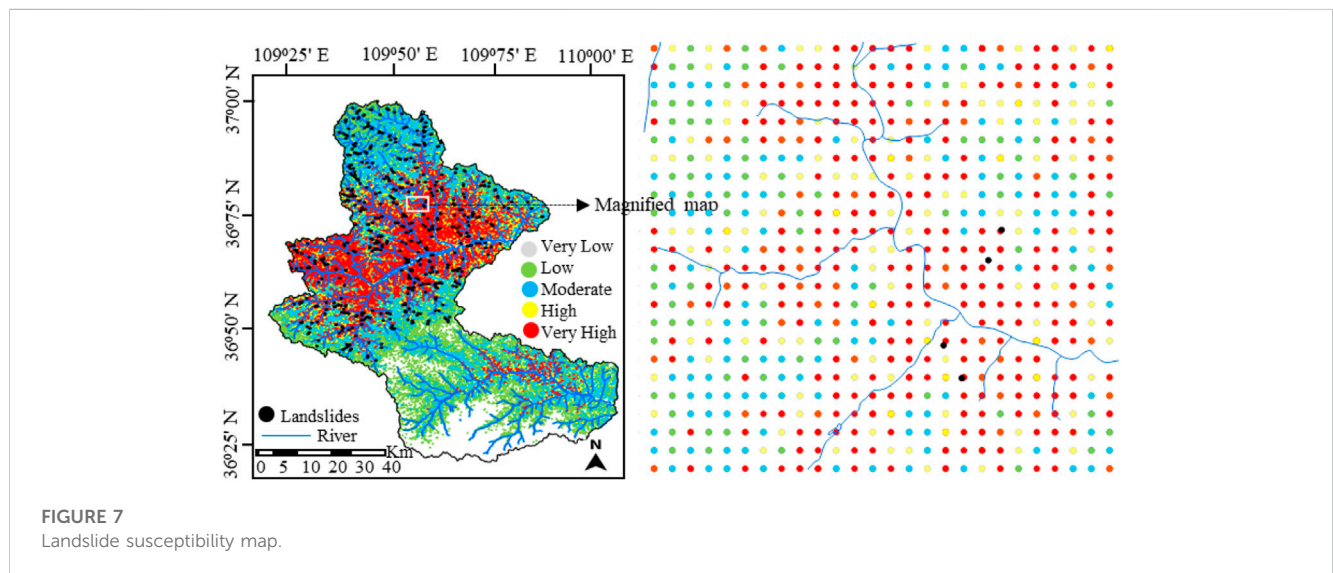 109º25' E 109º50' E 109º75' E 110º00' E
37º00' N
36º75' N
36º50' N
36º25' N
Magnified map
Very Low
Low
Moderate
High
Very High
Landslides
River
Km
0 5 10 20 30 40
N
FIGURE 7
Landslide susceptibility map.